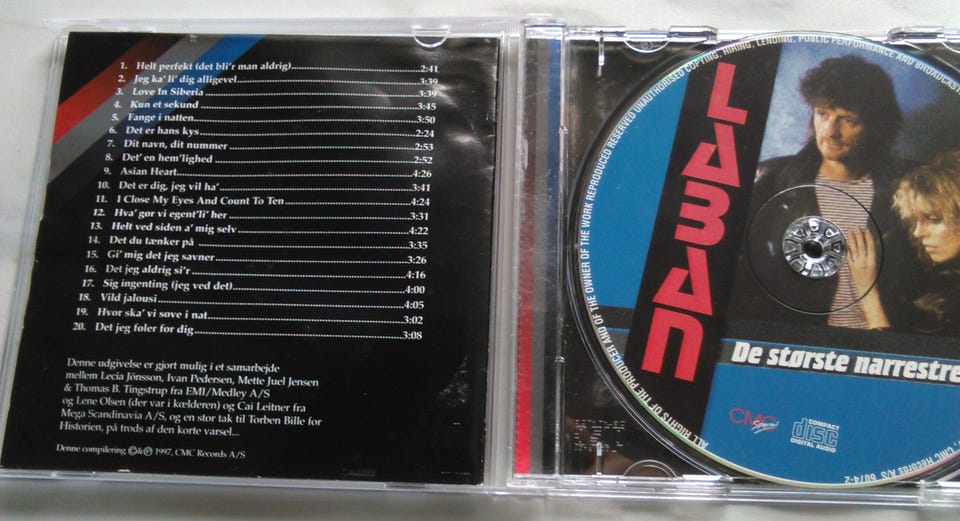 1. Helt perfekt (det bli'r man aldrig)......2:41
2. Jeg ka' li' dig alligevel......3:39
3. Love In Siberia......3:39
4. Kun et sekund......3:45
5. Fange i natten......3:50
6. Det er hans kys......2:24
7. Dit navn, dit nummer......2:53
8. Det' en hem'lighed......2:52
9. Asian Heart......4:26
10. Det er dig, jeg vil ha'......3:41
11. I Close My Eyes And Count To Ten......4:24
12. Hva' gør vi egent'li' her......3:31
13. Helt ved siden a' mig selv......4:22
14. Det du tænker på......3:35
15. Gi' mig det jeg savner......3:26
16. Det jeg aldrig si'r......4:16
17. Sig ingenting (jeg ved det)......4:00
18. Vild jalousi......4:05
19. Hvor ska' vi sove i nat......3:02
20. Det jeg føler for dig......3:08
Denne udgivelse er gjort mulig i et samarbejde
mellem Lecia Jönsson, Ivan Pedersen, Mette Juel Jensen
& Thomas B. Tingstrup fra EMI/Medley A/S
og Lene Olsen (der var i kælderen) og Cai Leitner fra
Mega Scandinavia A/S, og en stor tak til Torben Bille for
Historien, på trods af den korte varsel...
Denne compilering ©&℗ 1997, CMC Records A/S
LABAN
De største narrestre
CMC
Special
COMPACT
disc
DIGITAL AUDIO
ALL RIGHTS OF THE PRODUCER AND OF THE OWNER OF THE WORK REPRODUCED RESERVED UNAUTHORISED COPYING, HIRING, LENDING, PUBLIC PERFORMANCE AND BROADCAST
CMC Records A/S 6074-2